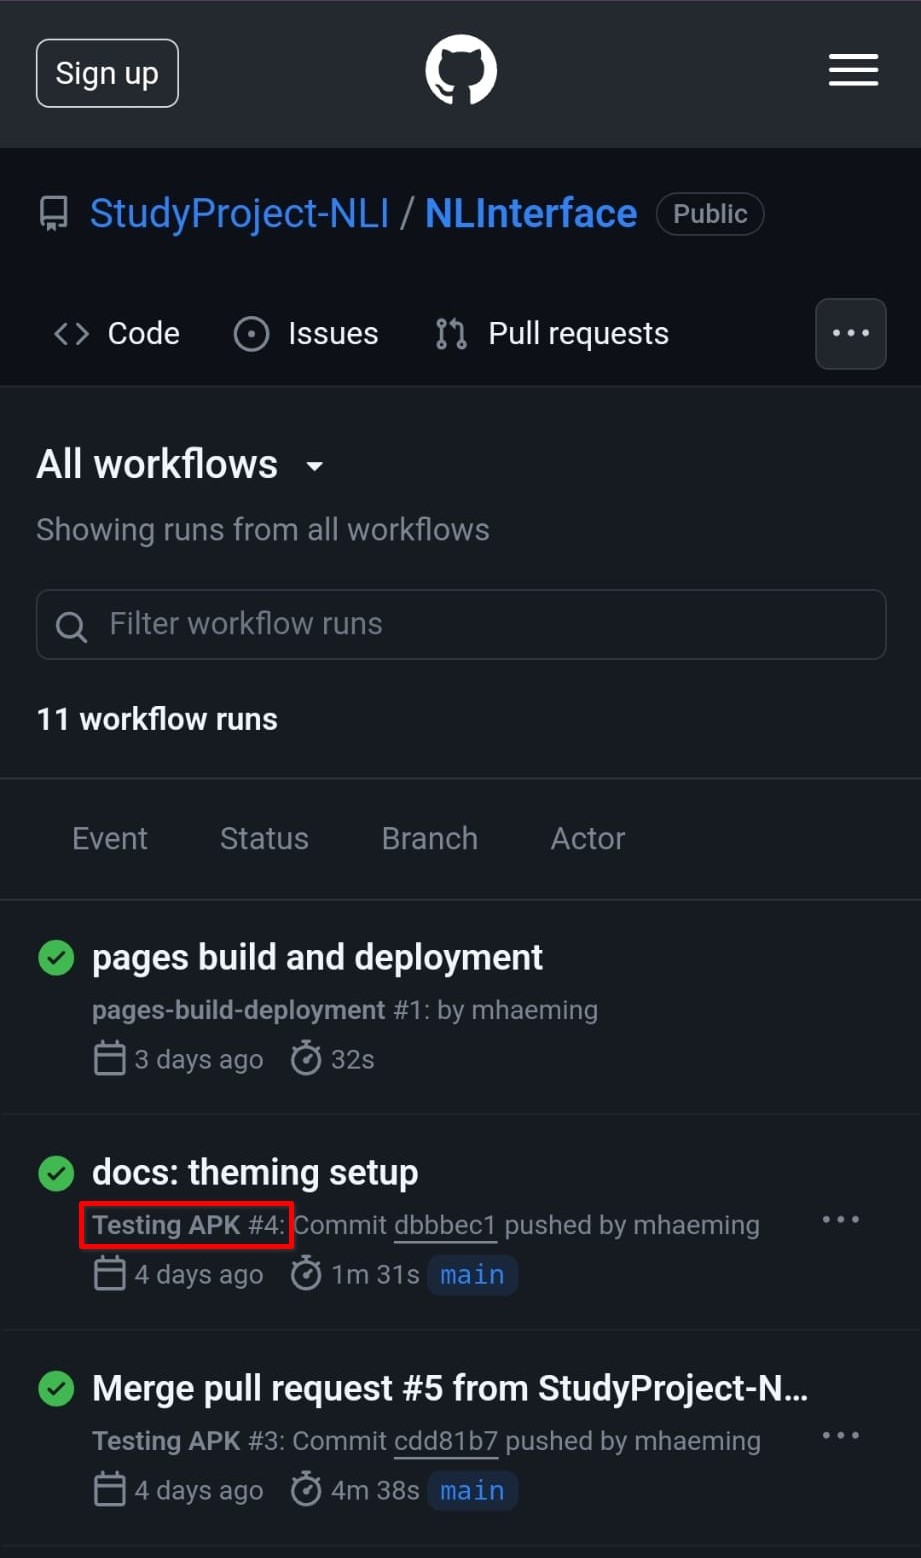 Sign up
StudyProject-NLI / NLInterface Public
Code Issues Pull requests
All workflows
Showing runs from all workflows
Filter workflow runs
11 workflow runs
Event Status Branch Actor
pages build and deployment
pages-build-deployment #1: by mhaeming
3 days ago 32s
docs: theming setup
Testing APK #4: Commit dbbbec1 pushed by mhaeming
4 days ago 1m 31s main
Merge pull request #5 from StudyProject-N...
Testing APK #3: Commit cdd81b7 pushed by mhaeming
4 days ago 4m 38s main